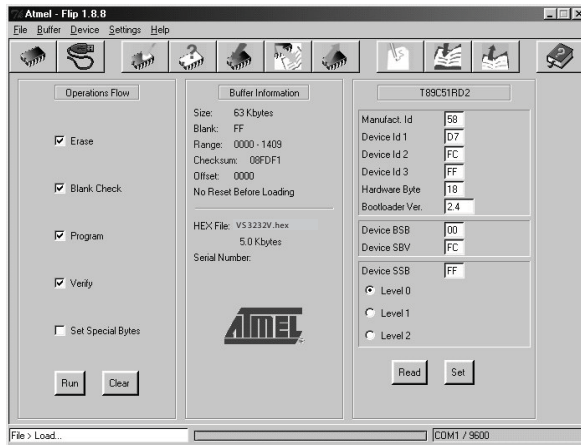 Atmel - Flip 1.8.8
File Buffer Device Settings Help
Operations Flow
Erase
Blank Check
Program
Verify
Set Special Bytes
Run Clear
Buffer Information
Size: 63 Kbytes
Blank: FF
Range: 0000 - 1409
Checksum: 08FDF1
Offset: 0000
No Reset Before Loading
HEX File: VS3232V.hex
5.0 Kbytes
Serial Number:
ATMEL
T89C51RD2
Manufact. Id 58
Device Id 1 D7
Device Id 2 FC
Device Id 3 FF
Hardware Byte 18
Bootloader Ver. 2.4
Device BSB 00
Device SBV FC
Device SSB FF
Level 0
Level 1
Level 2
Read Set
File > Load...
COM1 / 9600